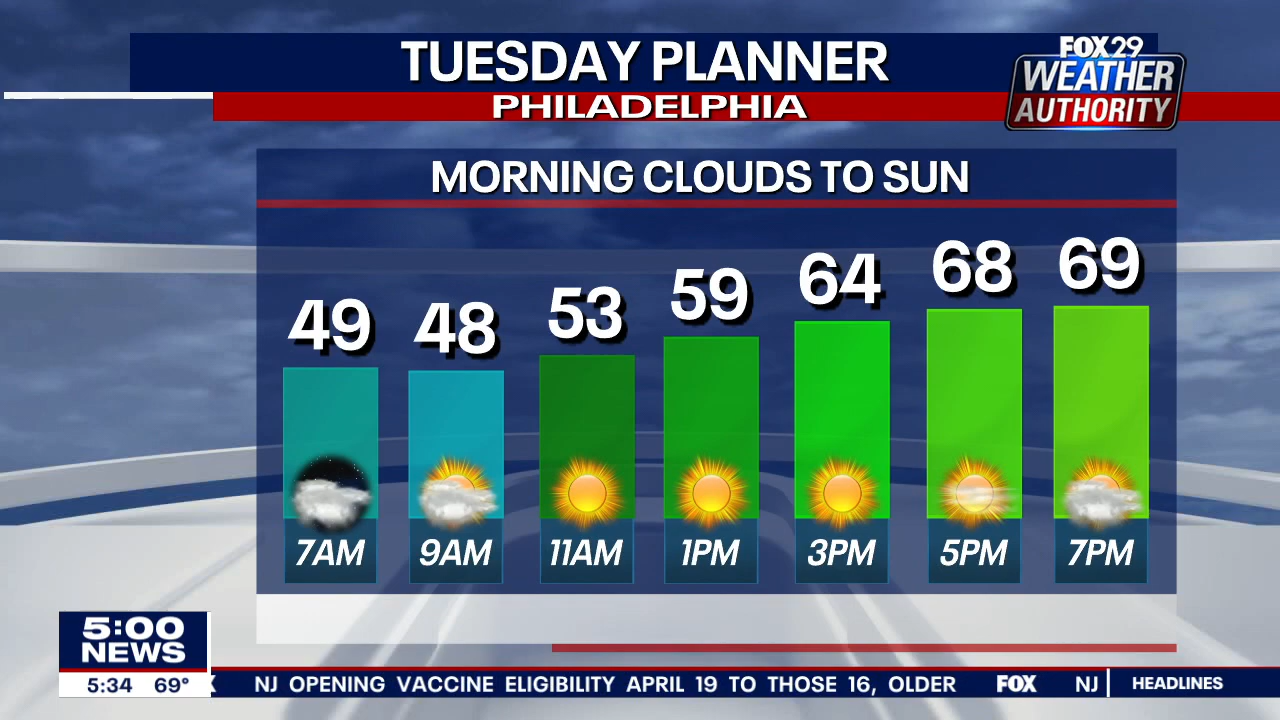 TUESDAY PLANNER
FOX 29
WEATHER
AUTHORITY
PHILADELPHIA
MORNING CLOUDS TO SUN
49 48 53 59 64 68 69
7AM 9AM 11AM 1PM 3PM 5PM 7PM
5:00
NEWS
5:34 69° NJ OPENING VACCINE ELIGIBILITY APRIL 19 TO THOSE 16, OLDER FOX NJ HEADLINES